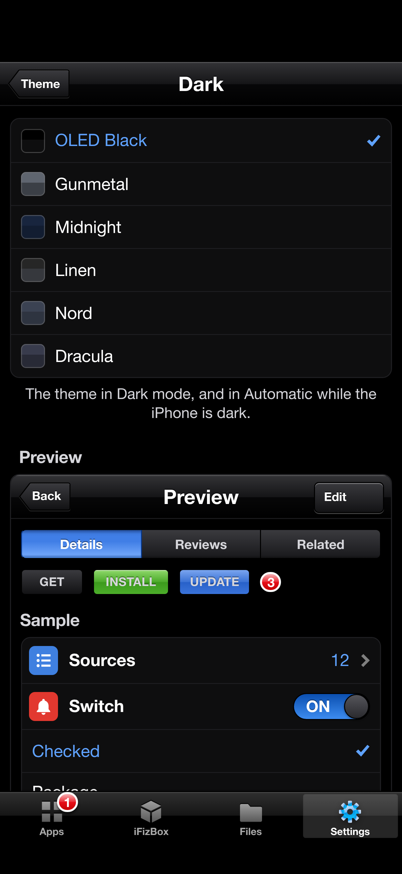 Theme
Dark
OLED Black
Gunmetal
Midnight
Linen
Nord
Dracula
The theme in Dark mode, and in Automatic while the
iPhone is dark.
Preview
Back
Preview
Edit
Details
Reviews
Related
GET
INSTALL
UPDATE
3
Sample
Sources
12
Switch
ON
Checked
Package
1
Apps
iFizBox
Files
Settings